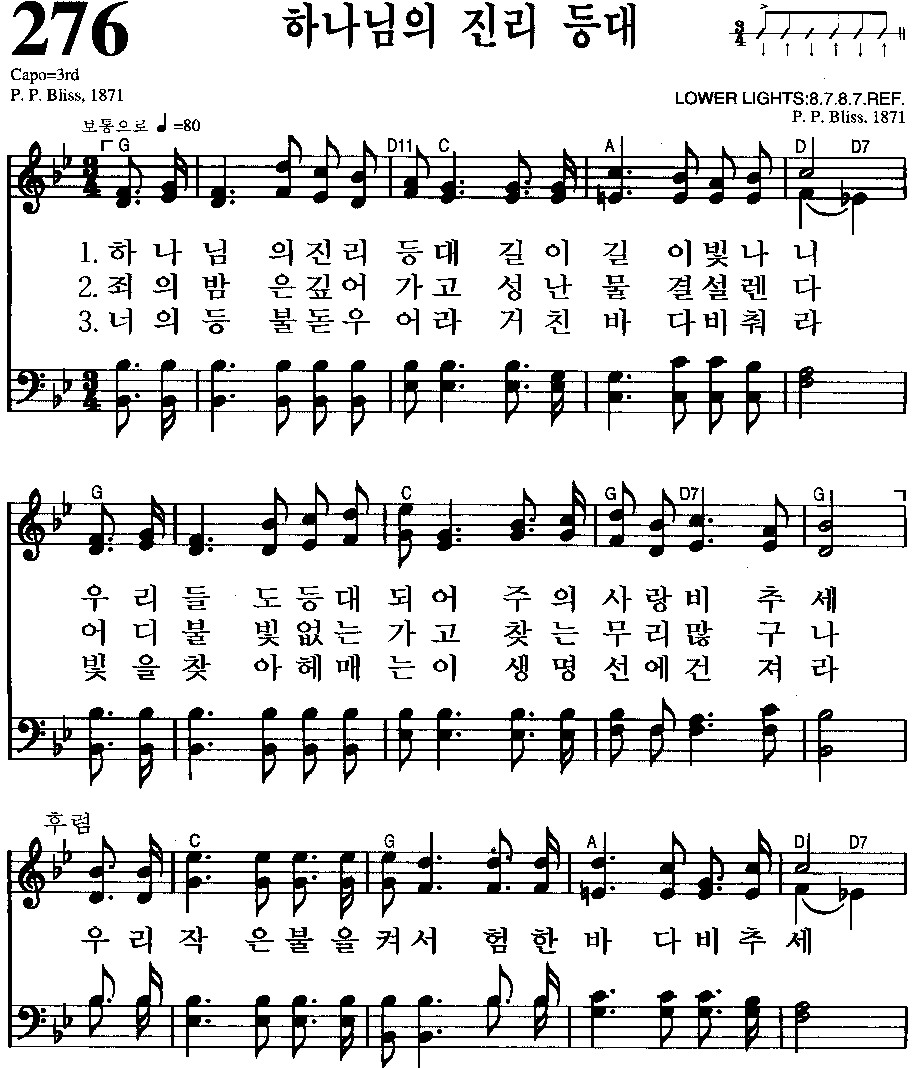 276 하나님의 진리 등대
Capo=3rd
P. P. Bliss, 1871
LOWER LIGHTS:8.7.8.7.REF.
P. P. Bliss, 1871
보통으로 ♩=80
G D11 C A D D7
1. 하 나 님 의 진 리 등 대 길 이 길 이 빛 나 니
2. 죄 의 밤 은 깊 어 가 고 성 난 물 결 설 렌 다
3. 너 의 등 불 돋 우 어 라 거 친 바 다 비 춰 라
G C G D7 G
우 리 들 도 등 대 되 어 주 의 사 랑 비 추 세
어 디 불 빛 없 는 가 고 찾 는 무 리 많 구 나
빛 을 찾 아 헤 매 는 이 생 명 선 에 건 져 라
후렴
C G A D D7
우 리 작 은 불 을 켜 서 험 한 바 다 비 추 세